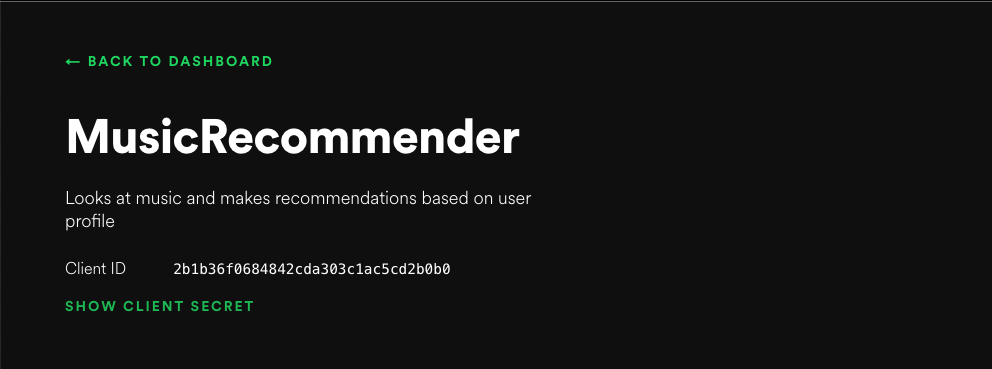 ← BACK TO DASHBOARD
MusicRecommender
Looks at music and makes recommendations based on user
profile
Client ID 2b1b36f0684842cda303c1ac5cd2b0b0
SHOW CLIENT SECRET